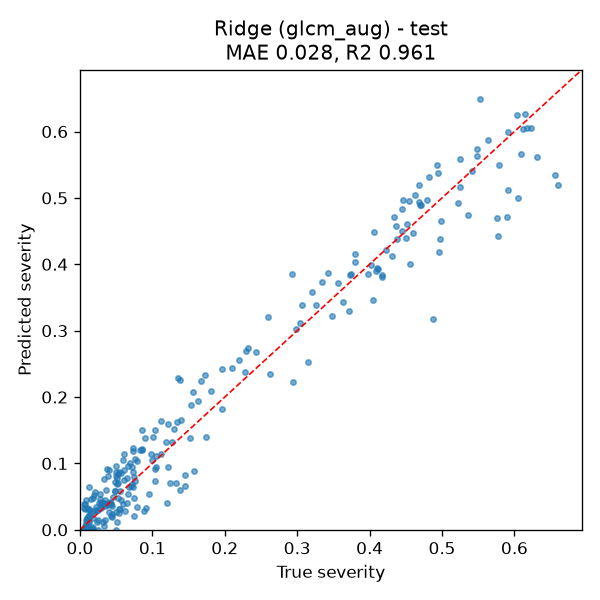 Ridge (glcm_aug) - test
MAE 0.028, R2 0.961
Predicted severity
0.6
0.5
0.4
0.3
0.2
0.1
0.0
0.0 0.1 0.2 0.3 0.4 0.5 0.6
True severity